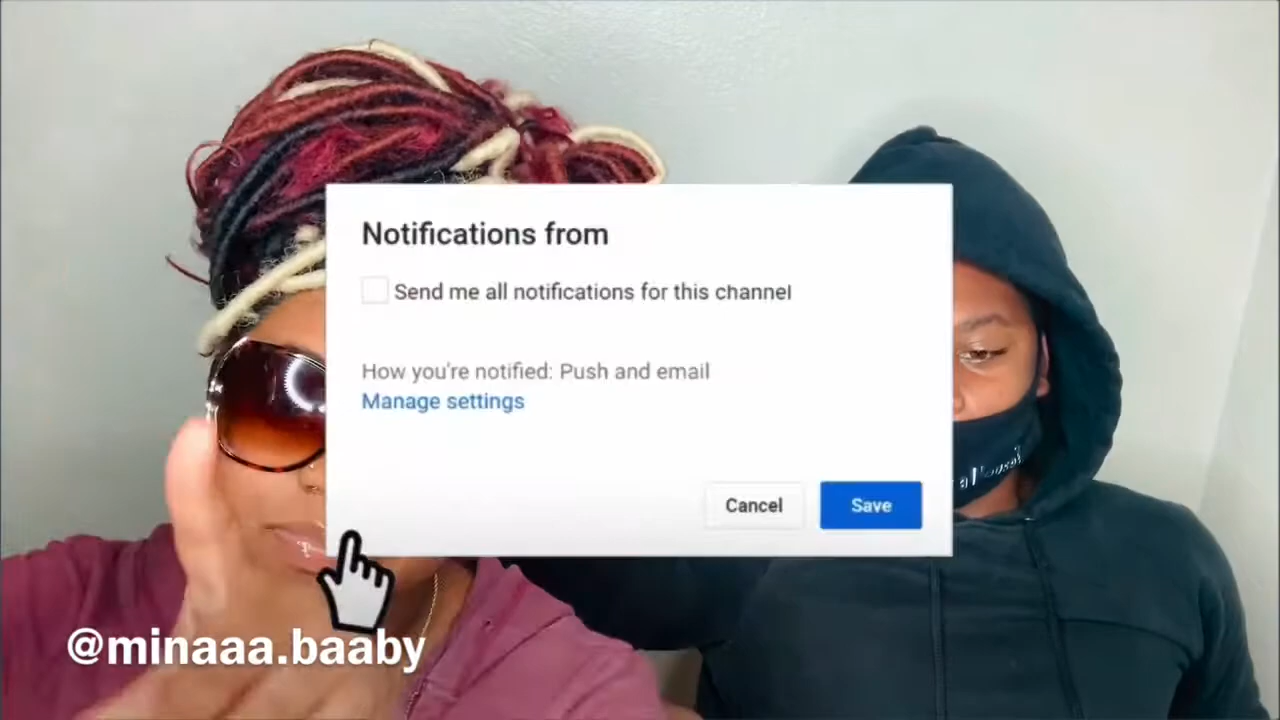 Notifications from
Send me all notifications for this channel
How you're notified: Push and email
Manage settings
Cancel
Save
@minaaa.baaby